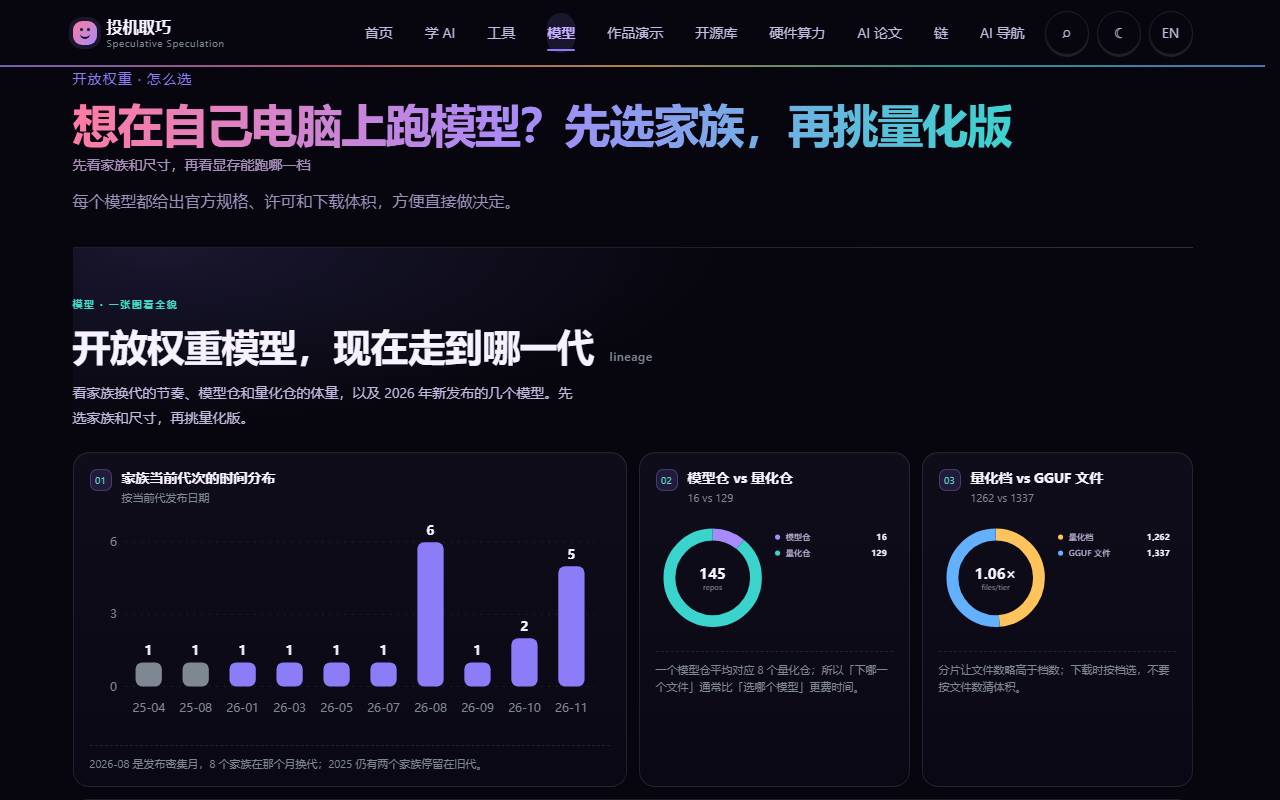 投机取巧
Speculative Speculation
首页
学 AI
工具
模型
作品演示
开源库
硬件算力
AI 论文
链
AI 导航
EN
开放权重 · 怎么选
想在自己电脑上跑模型？先选家族，再挑量化版
先看家族和尺寸，再看显存能跑哪一档
每个模型都给出官方规格、许可和下载体积，方便直接做决定。
模型 · 一张图看全貌
开放权重模型，现在走到哪一代 lineage
看家族换代的节奏、模型仓和量化仓的体量，以及 2026 年新发布的几个模型。先
选家族和尺寸，再挑量化版。
01 家族当前代次的时间分布
按当前代发布日期
6
3
0
1 1 1 1 1 1 6 1 2 5
25-04 25-08 26-01 26-03 26-05 26-07 26-08 26-09 26-10 26-11
2026-08 是发布密集月，8 个家族在那个月换代；2025 仍有两个家族停留在旧代。
02 模型仓 vs 量化仓
16 vs 129
145
repos
模型仓 16
量化仓 129
一个模型仓平均对应 8 个量化仓；所以「下哪一
个文件」通常比「选哪个模型」更费时间。
03 量化档 vs GGUF 文件
1262 vs 1337
1.06×
files/tier
量化档 1,262
GGUF 文件 1,337
分片让文件数略高于档数；下载时按档选，不要
按文件数猜体积。